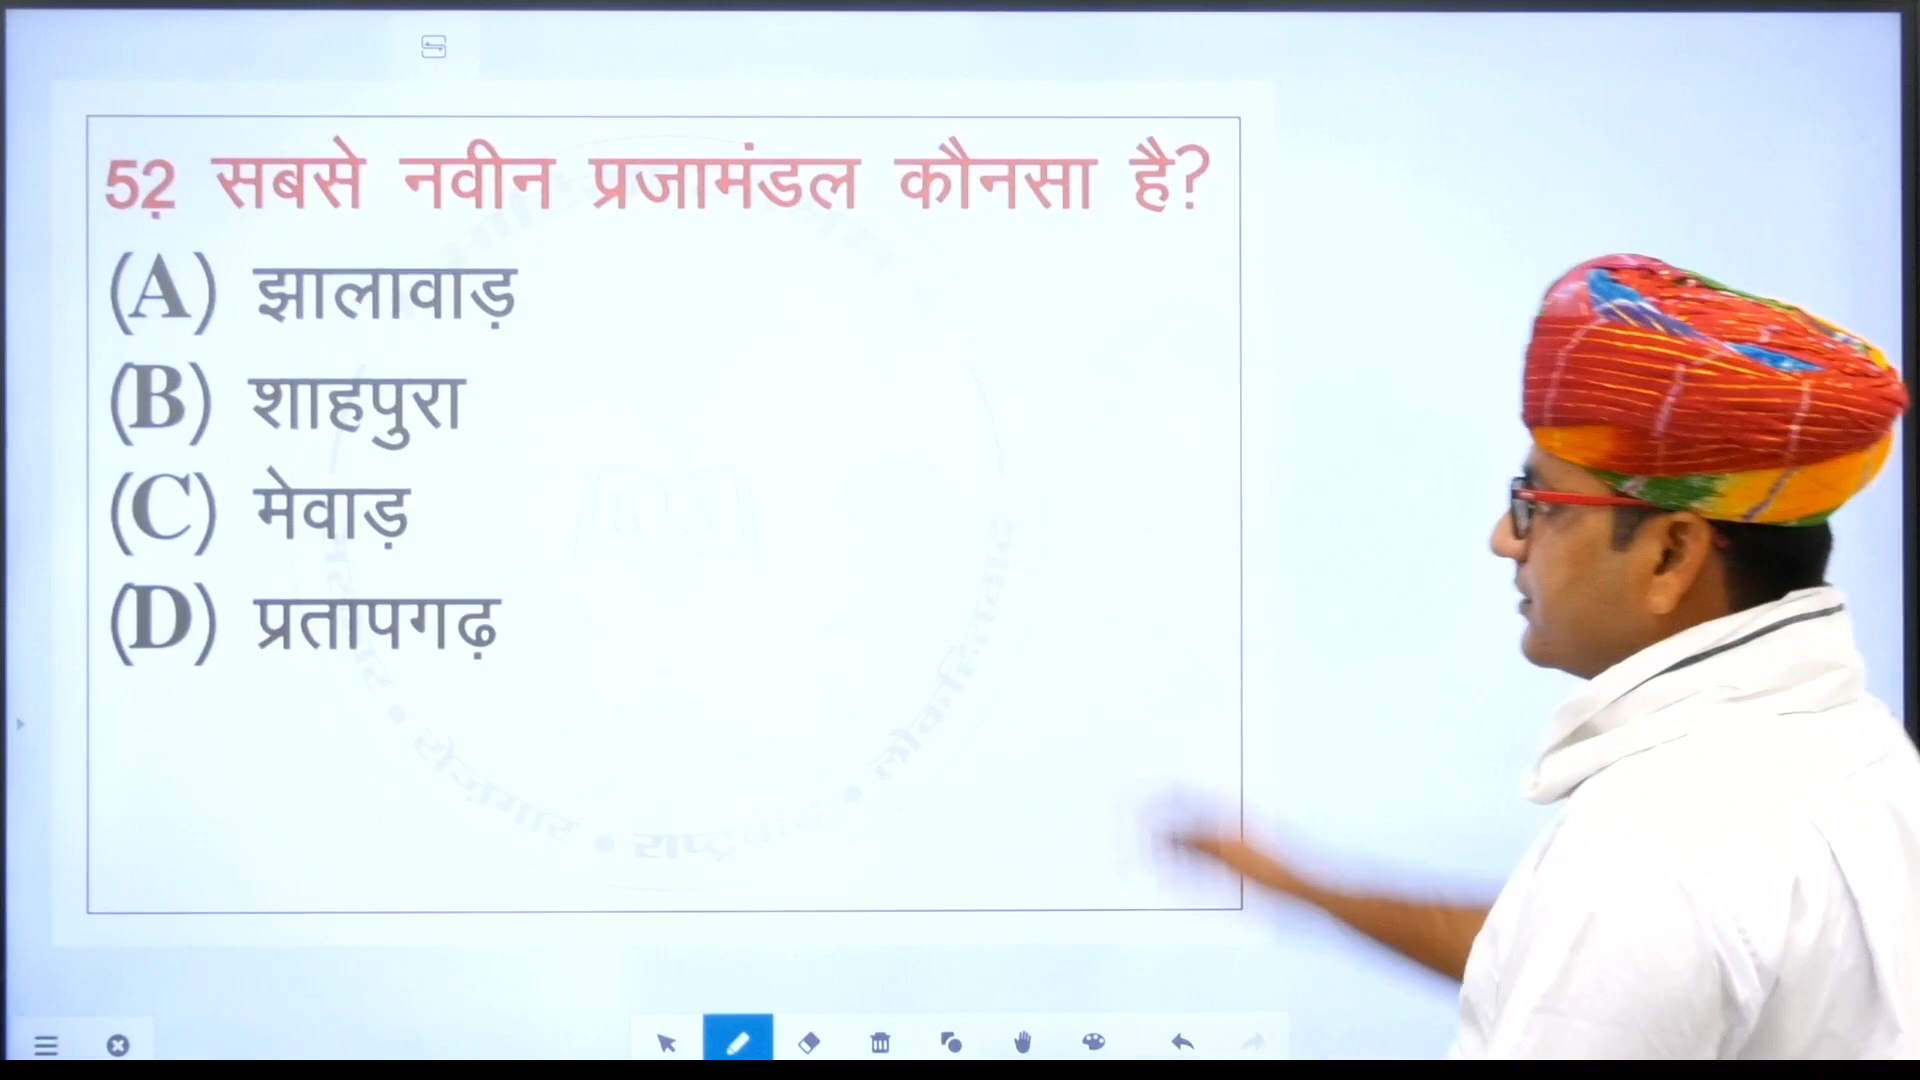 52 सबसे नवीन प्रजामंडल कौनसा है?
(A) झालावाड़
(B) शाहपुरा
(C) मेवाड़
(D) प्रतापगढ़